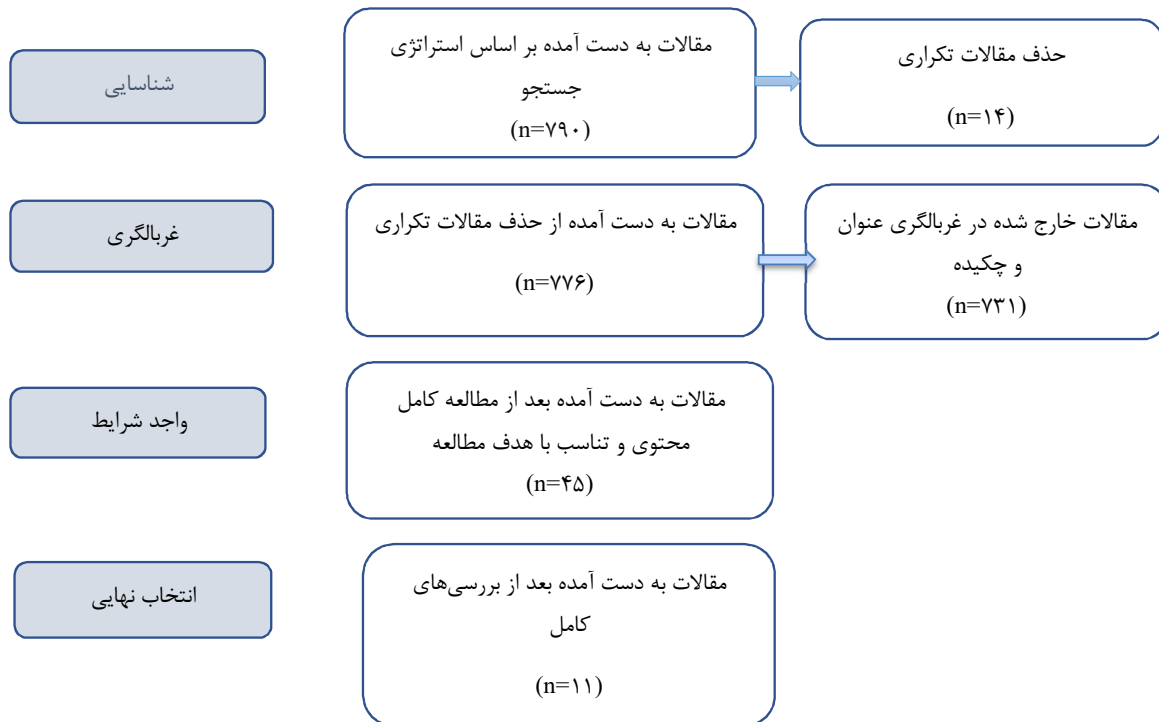 شناسایی
مقالات به دست آمده بر اساس استراتژی
جستجو
(n=۷۹۰)
حذف مقالات تکراری
(n=۱۴)
غربالگری
مقالات به دست آمده از حذف مقالات تکراری
(n=۷۷۶)
مقالات خارج شده در غربالگری عنوان
و چکیده
(n=۷۳۱)
واجد شرایط
مقالات به دست آمده بعد از مطالعه کامل
محتوی و تناسب با هدف مطالعه
(n=۴۵)
انتخاب نهایی
مقالات به دست آمده بعد از بررسی‌های
کامل
(n=۱۱)